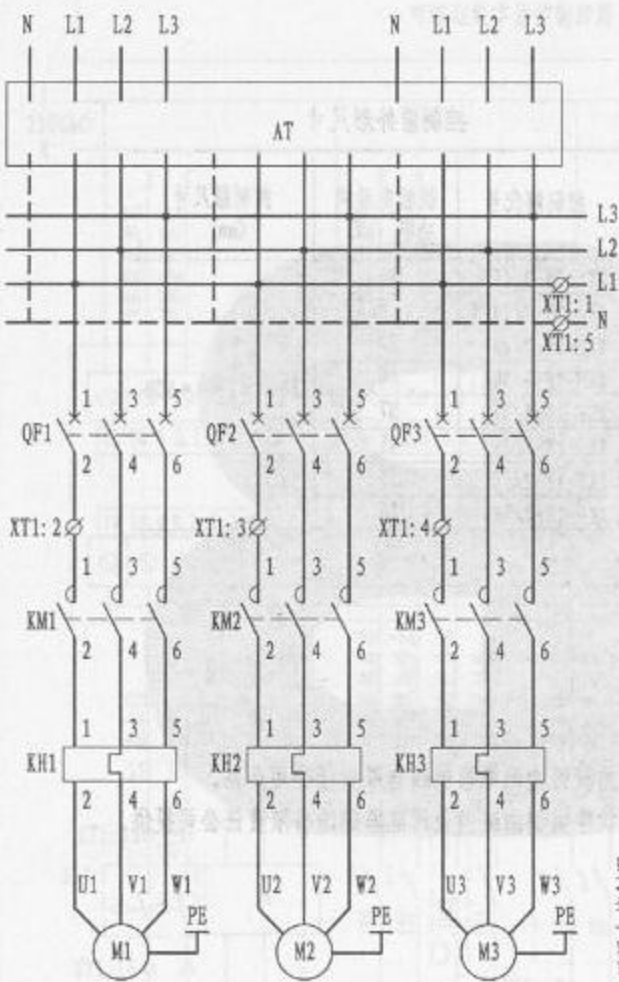 N L1 L2 L3 N L1 L2 L3
AT
L3
L2
L1
XT1: 1
N
XT1: 5
1 3 5 1 3 5 1 3 5
QF1 QF2 QF3
2 4 6 2 4 6 2 4 6
XT1: 2 XT1: 3 XT1: 4
1 3 5 1 3 5 1 3 5
KM1 KM2 KM3
2 4 6 2 4 6 2 4 6
1 3 5 1 3 5 1 3 5
KH1 KH2 KH3
2 4 6 2 4 6 2 4 6
U1 V1 W1 U2 V2 W2 U3 V3 W3
PE PE PE
M1 M2 M3